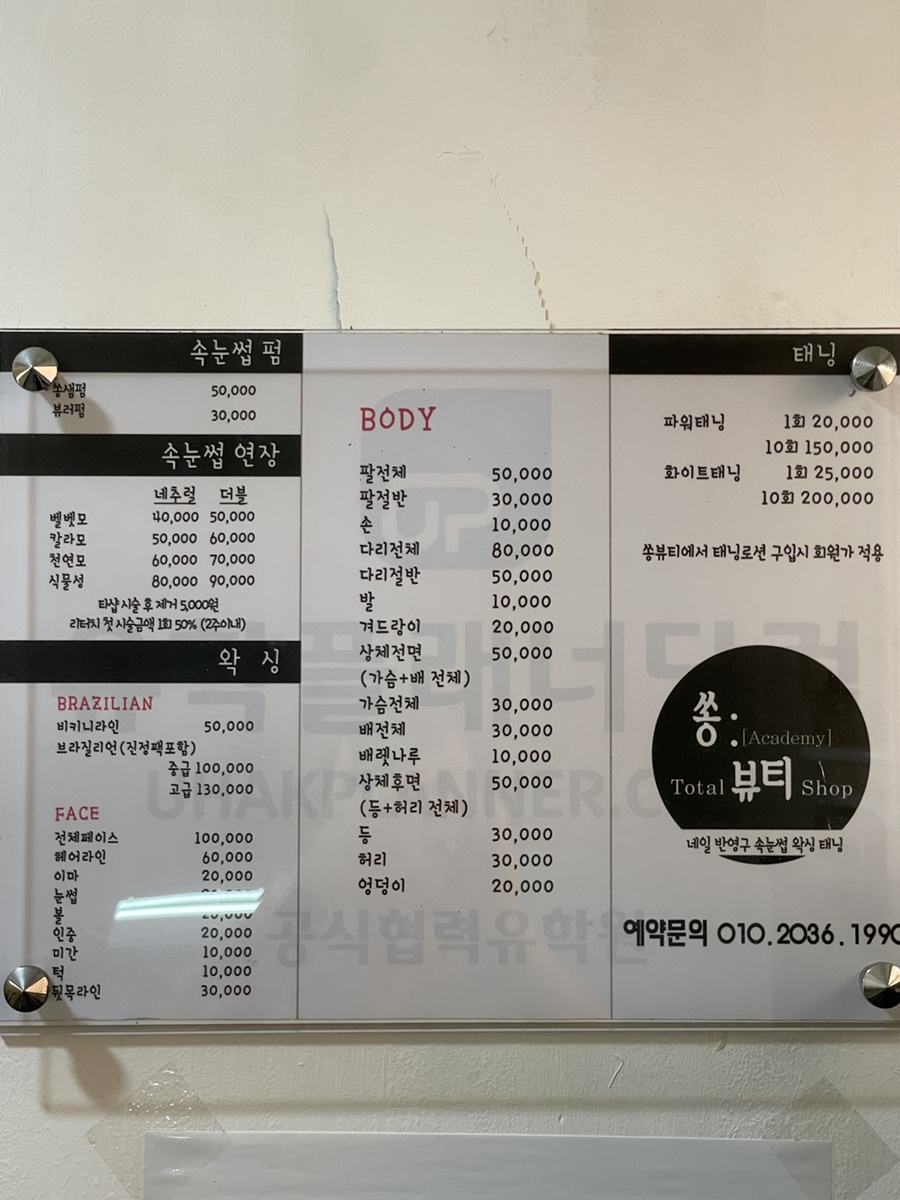 속눈썹 펌
쏭샘펌 50,000
뷰러펌 30,000
속눈썹 연장
네추럴 더블
벨벳모 40,000 50,000
칼라모 50,000 60,000
천연모 60,000 70,000
식물성 80,000 90,000
타샵 시술 후 제거 5,000원
리터치 첫 시술금액 1회 50% (2주이내)
왁 싱
BRAZILIAN
비키니라인 50,000
브라질리언(진정팩포함)
중급 100,000
고급 130,000
FACE
전체페이스 100,000
헤어라인 60,000
이마 20,000
눈썹
볼 20,000
인중 20,000
미간 10,000
턱 10,000
뒷목라인 30,000
BODY
팔전체 50,000
팔절반 30,000
손 10,000
다리전체 80,000
다리절반 50,000
발 10,000
겨드랑이 20,000
상체전면 50,000
(가슴+배 전체)
가슴전체 30,000
배전체 30,000
배렛나루 10,000
상체후면 50,000
(등+허리 전체)
등 30,000
허리 30,000
엉덩이 20,000
UP
플래너
UHAKPLANNER.C
공식협력유학원
태닝
파워태닝 1회 20,000
10회 150,000
화이트태닝 1회 25,000
10회 200,000
쏭뷰티에서 태닝로션 구입시 회원가 적용
쏭:[Academy]
Total 뷰티 Shop
네일 반영구 속눈썹 왁싱 태닝
예약문의 010.2036.1990